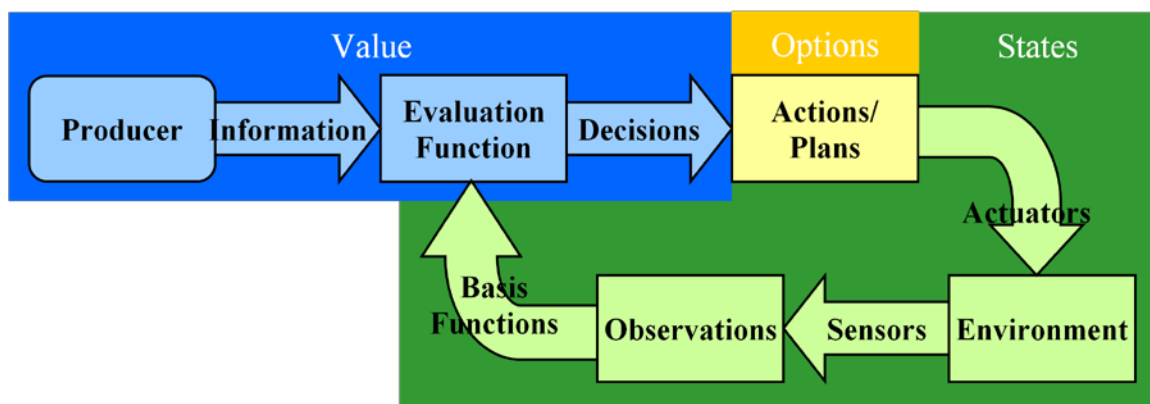 Value
Options
States
Producer
Information
Evaluation
Function
Decisions
Actions/
Plans
Actuators
Basis
Functions
Observations
Sensors
Environment